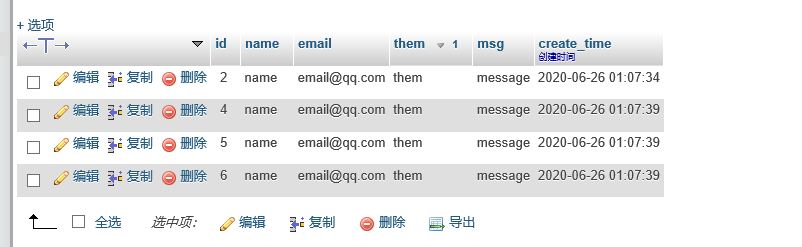 + 选项
id name email them 1 msg create_time
创建时间
编辑 复制 删除 2 name email@qq.com them message 2020-06-26 01:07:34
编辑 复制 删除 4 name email@qq.com them message 2020-06-26 01:07:39
编辑 复制 删除 5 name email@qq.com them message 2020-06-26 01:07:39
编辑 复制 删除 6 name email@qq.com them message 2020-06-26 01:07:39
全选 选中项: 编辑 复制 删除 导出